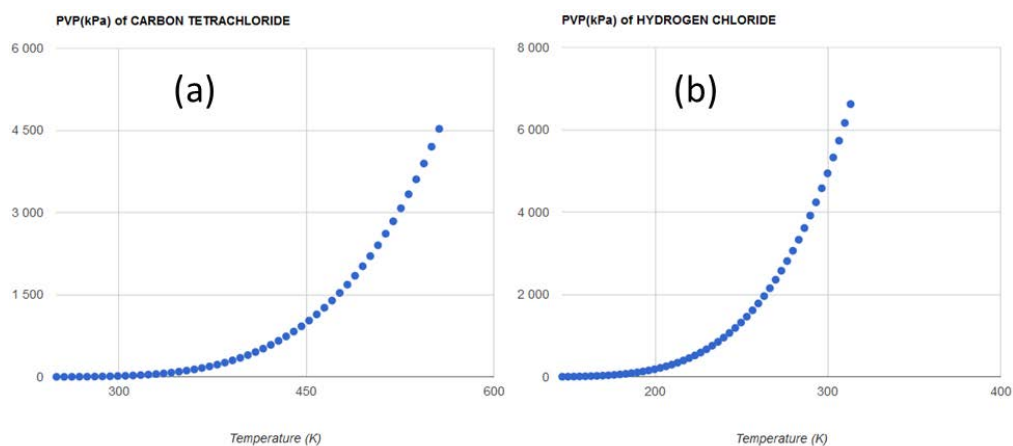 PVP(kPa) of CARBON TETRACHLORIDE
6 000
(a)
4 500
3 000
1 500
0
300
450
600
Temperature (K)
PVP(kPa) of HYDROGEN CHLORIDE
8 000
(b)
6 000
4 000
2 000
0
200
300
400
Temperature (K)